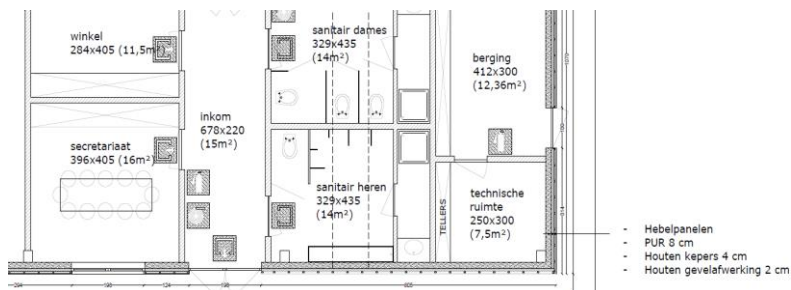 winkel
284x405 (11,5m²)
sanitair dames
329x435
(14m²)
berging
412x300
(12,36m²)
inkom
678x220
(15m²)
secretariaat
396x405 (16m²)
sanitair heren
329x435
(14m²)
TELLERS
technische
ruimte
250x300
(7,5m²)
- Hebelpanelen
- PUR 8 cm
- Houten kepers 4 cm
- Houten gevelafwerking 2 cm